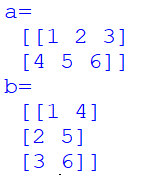 a=
[[1 2 3]
[4 5 6]]
b=
[[1 4]
[2 5]
[3 6]]